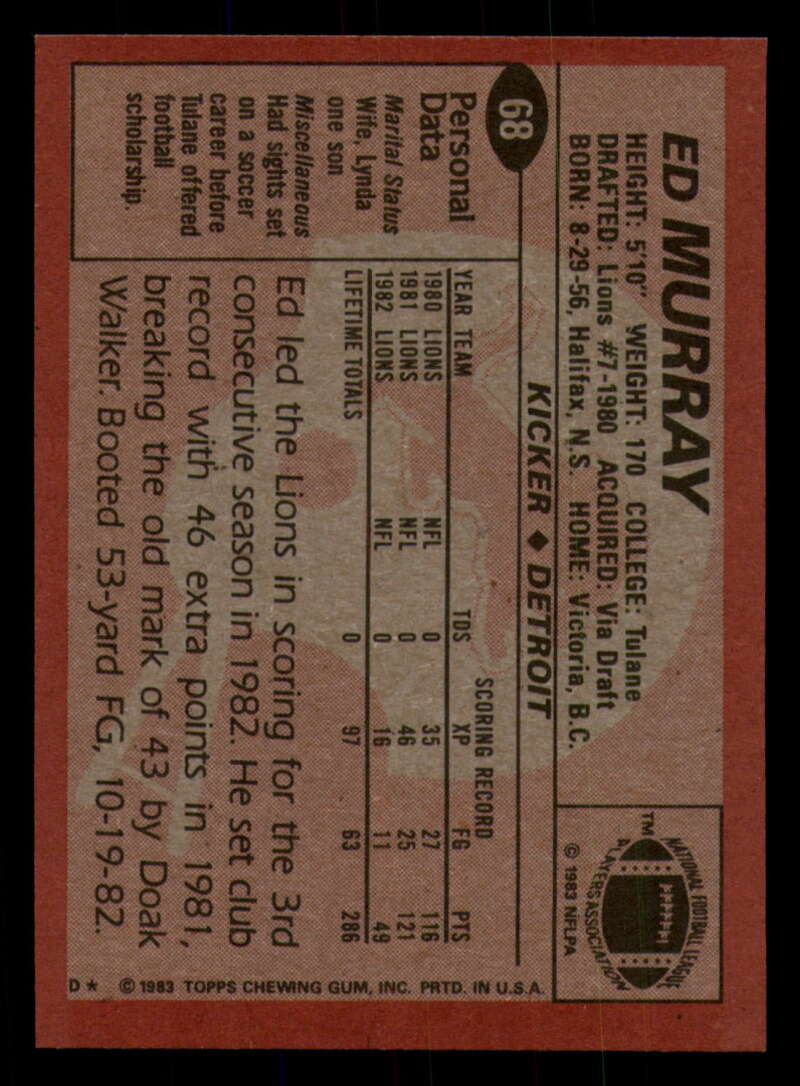 ED MURRAY
HEIGHT: 5'10" WEIGHT: 170 COLLEGE: Tulane
DRAFTED: Lions #7-1980 ACQUIRED: Via Draft
BORN: 8-29-56, Halifax, N.S. HOME: Victoria, B.C.
TM
NATIONAL FOOTBALL LEAGUE
PLAYERS ASSOCIATION
© 1983 NFLPA
68
KICKER ◆ DETROIT
Personal
Data
Marital Status
Wife, Lynda
one son
Miscellaneous
Had sights set
on a soccer
career before
Tulane offered
football
scholarship.
SCORING RECORD
YEAR TEAM TDS XP FG PTS
1980 LIONS NFL 0 35 27 116
1981 LIONS NFL 0 46 25 121
1982 LIONS NFL 0 16 11 49
LIFETIME TOTALS 0 97 63 286
Ed led the Lions in scoring for the 3rd
consecutive season in 1982. He set club
record with 46 extra points in 1981,
breaking the old mark of 43 by Doak
Walker. Booted 53-yard FG, 10-19-82.
D★ © 1983 TOPPS CHEWING GUM, INC. PRTD. IN U.S.A.